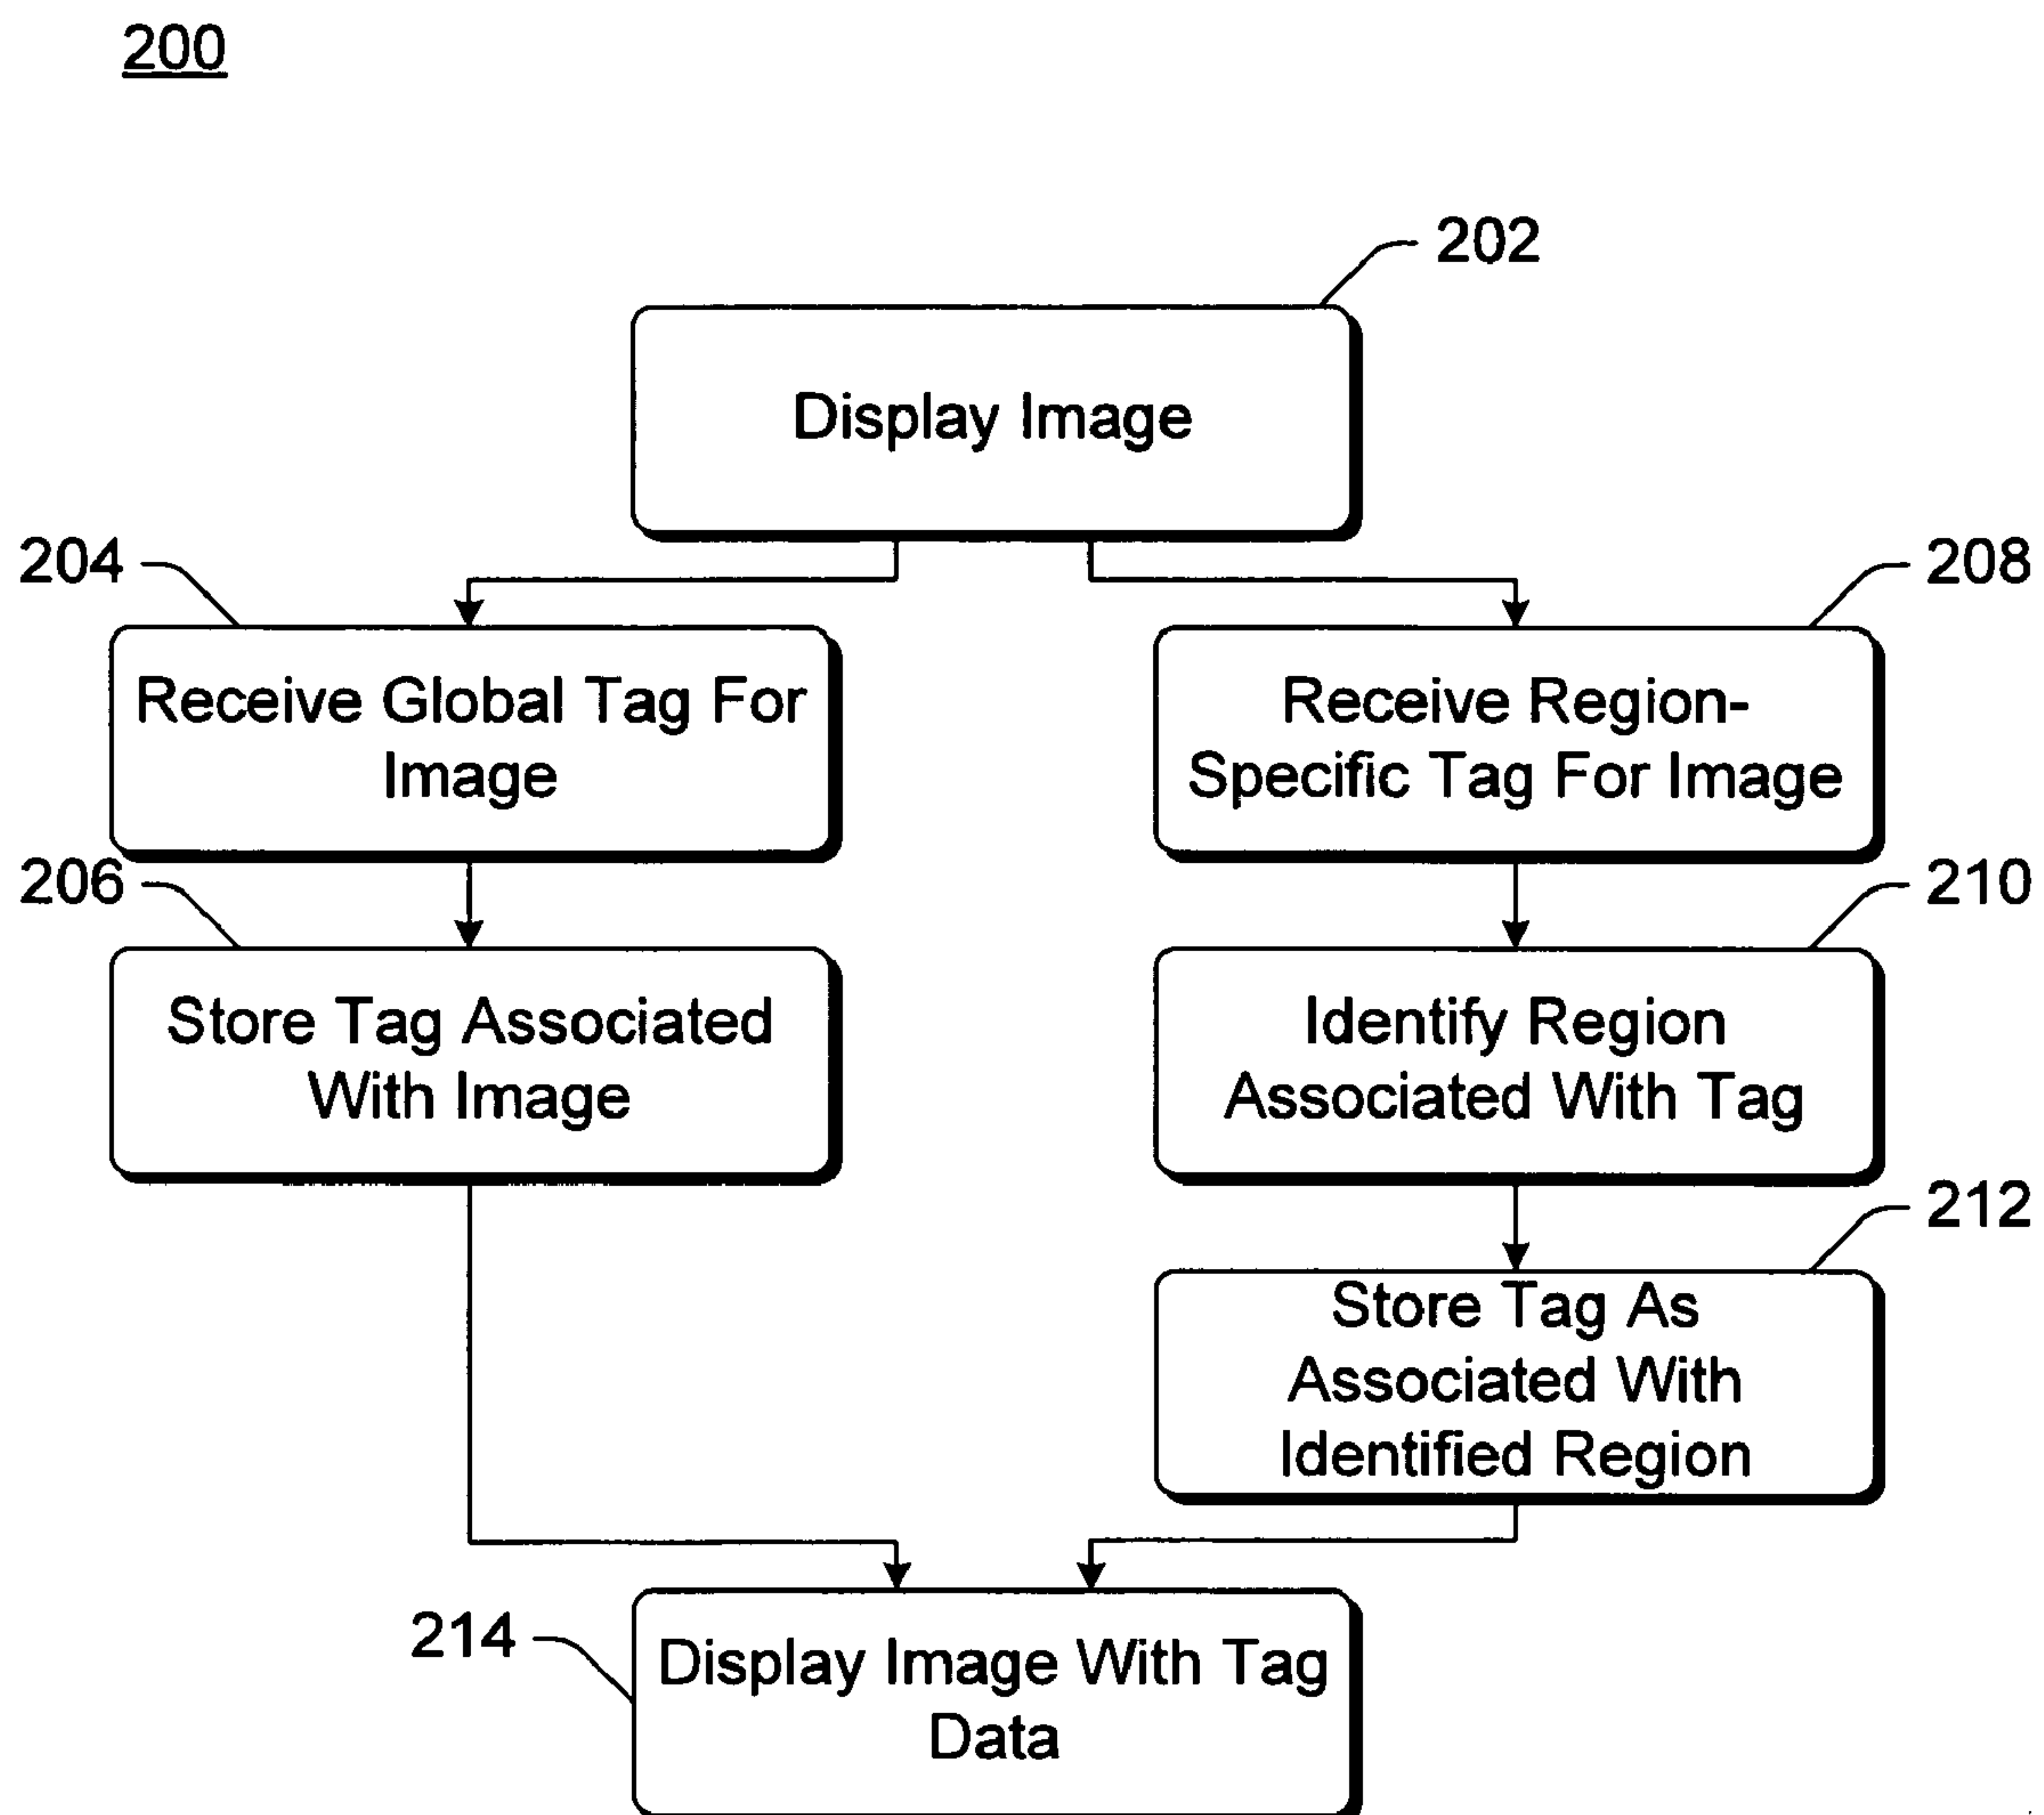 200
202
Display Image
204
208
Receive Global Tag For
Image
Receive Region-
Specific Tag For Image
206
210
Store Tag Associated
With Image
Identify Region
Associated With Tag
212
Store Tag As
Associated With
Identified Region
214
Display Image With Tag
Data